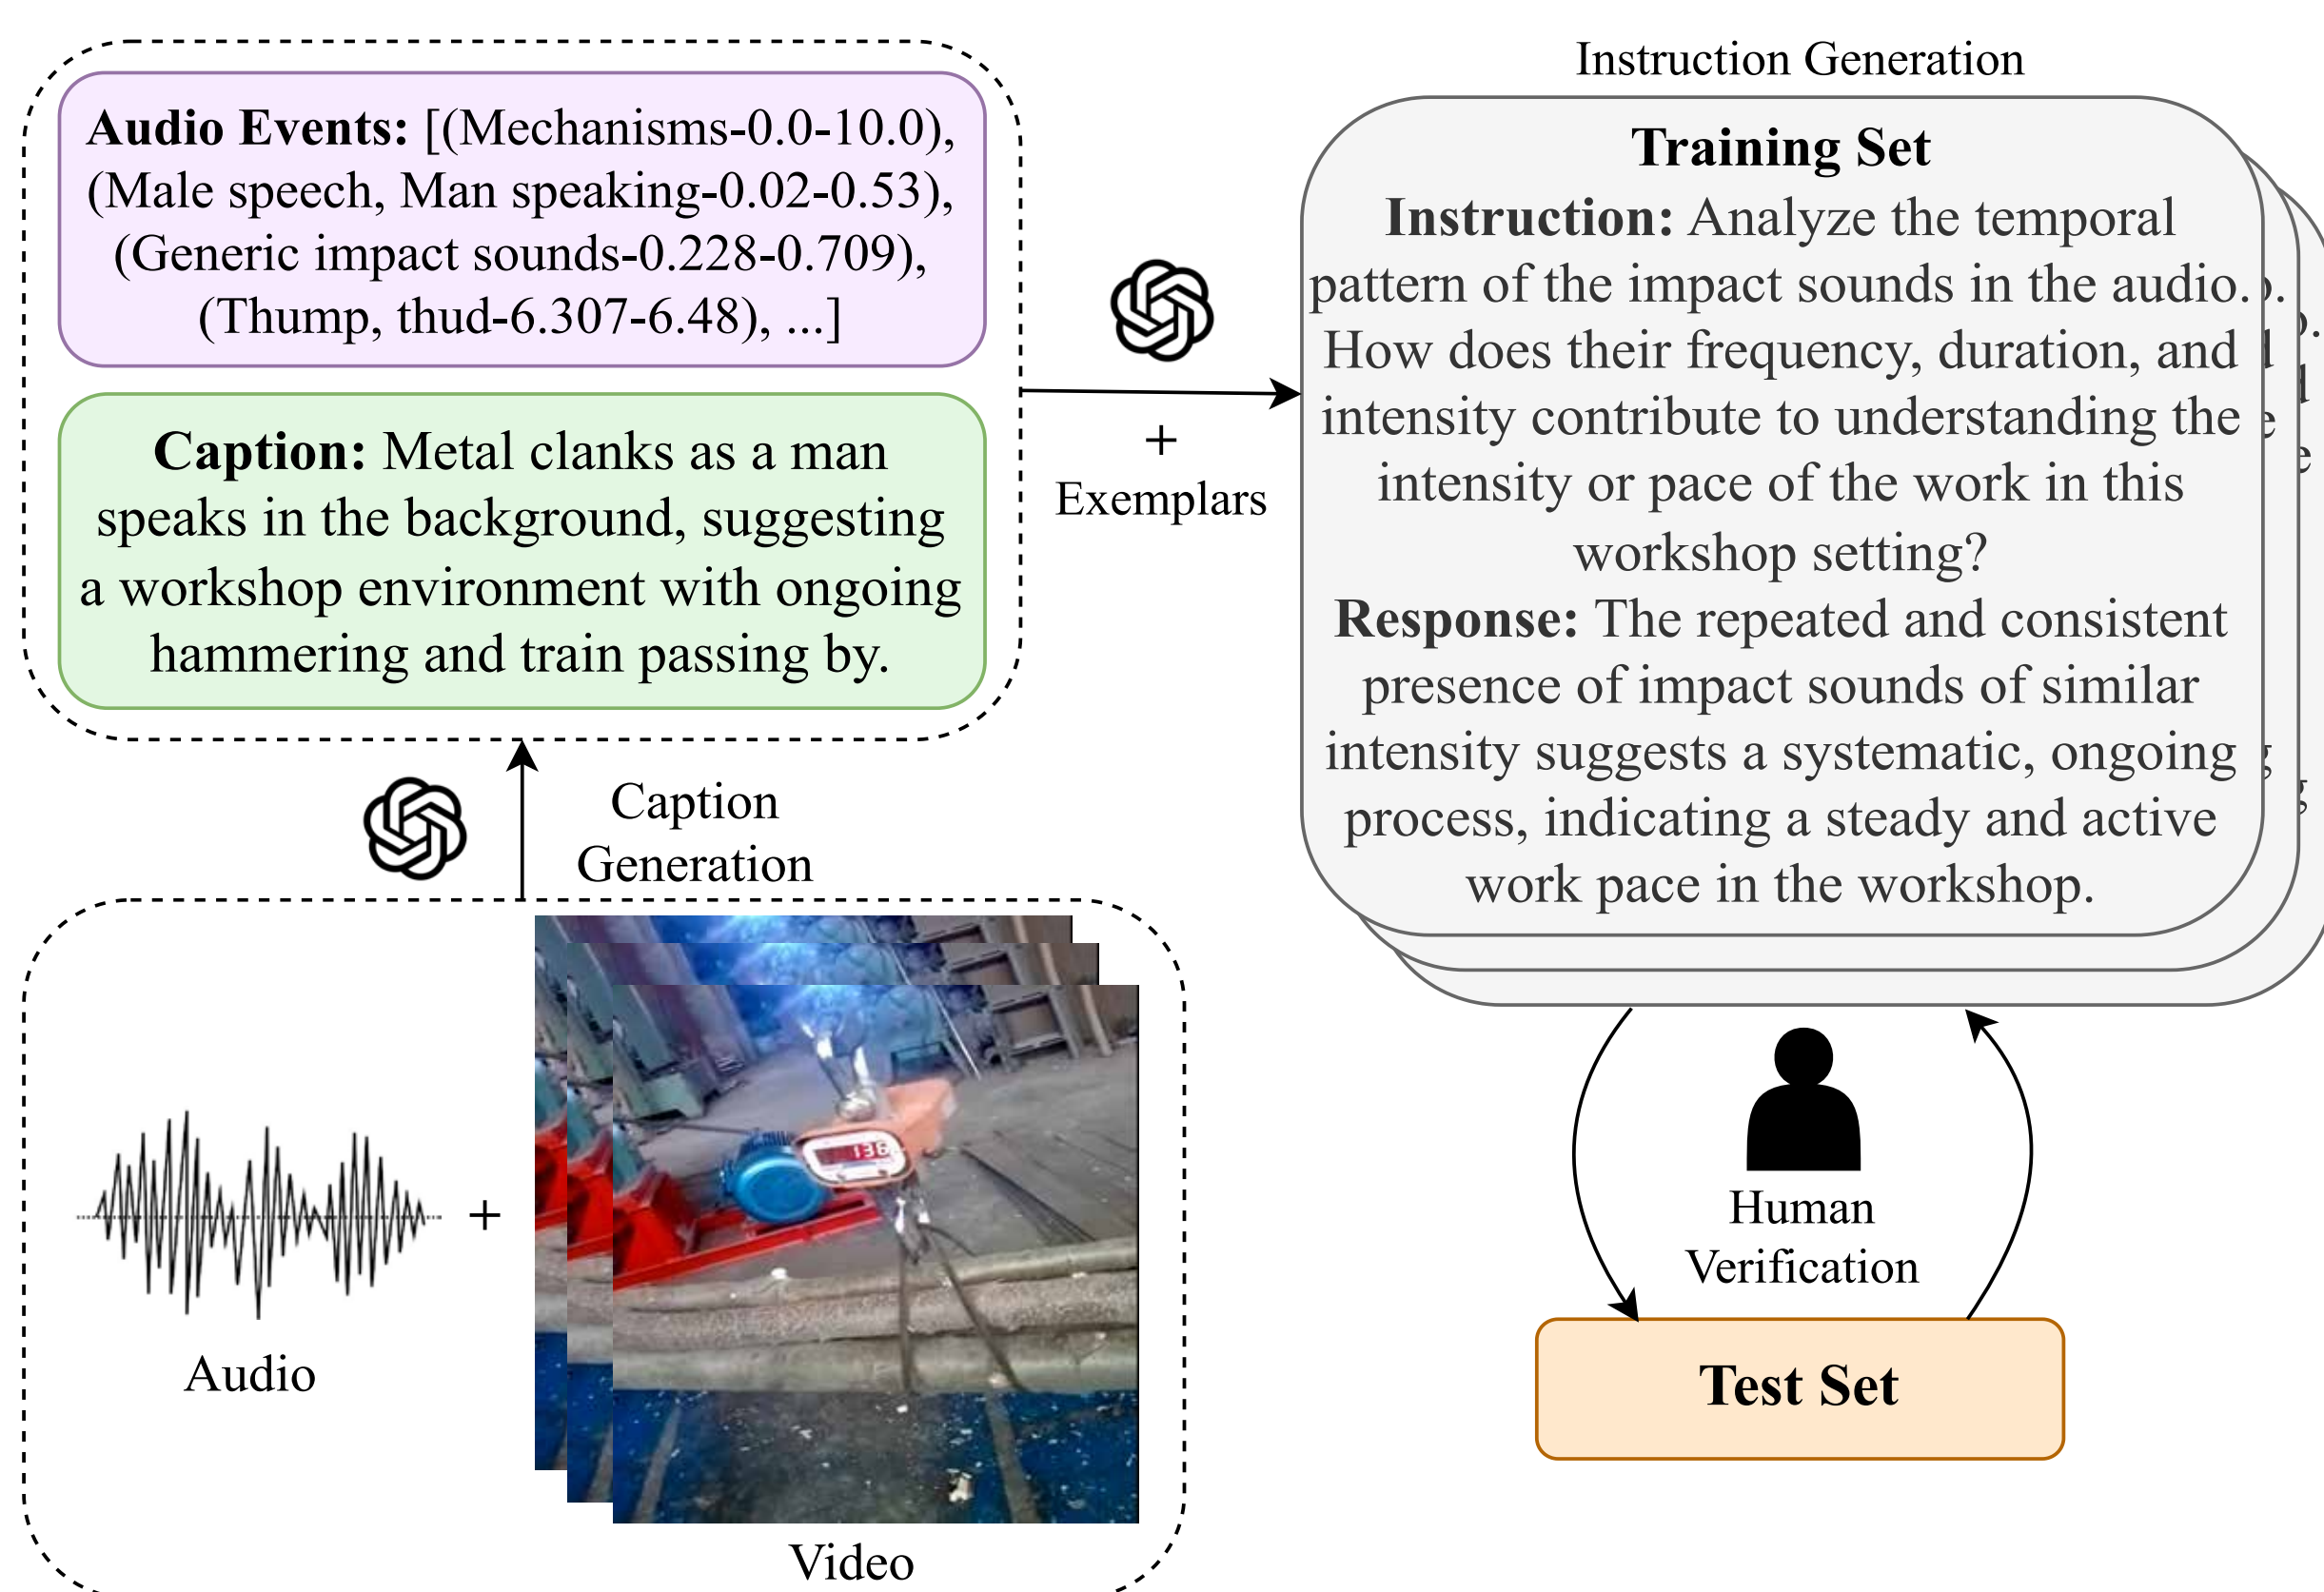 Audio Events: [(Mechanisms-0.0-10.0),
(Male speech, Man speaking-0.02-0.53),
(Generic impact sounds-0.228-0.709),
(Thump, thud-6.307-6.48), ...]
Caption: Metal clanks as a man
speaks in the background, suggesting
a workshop environment with ongoing
hammering and train passing by.
Caption
Generation
Audio
+
138
Video
+
Exemplars
Instruction Generation
Training Set
Instruction: Analyze the temporal
pattern of the impact sounds in the audio.
How does their frequency, duration, and
intensity contribute to understanding the
intensity or pace of the work in this
workshop setting?
Response: The repeated and consistent
presence of impact sounds of similar
intensity suggests a systematic, ongoing
process, indicating a steady and active
work pace in the workshop.
Human
Verification
Test Set